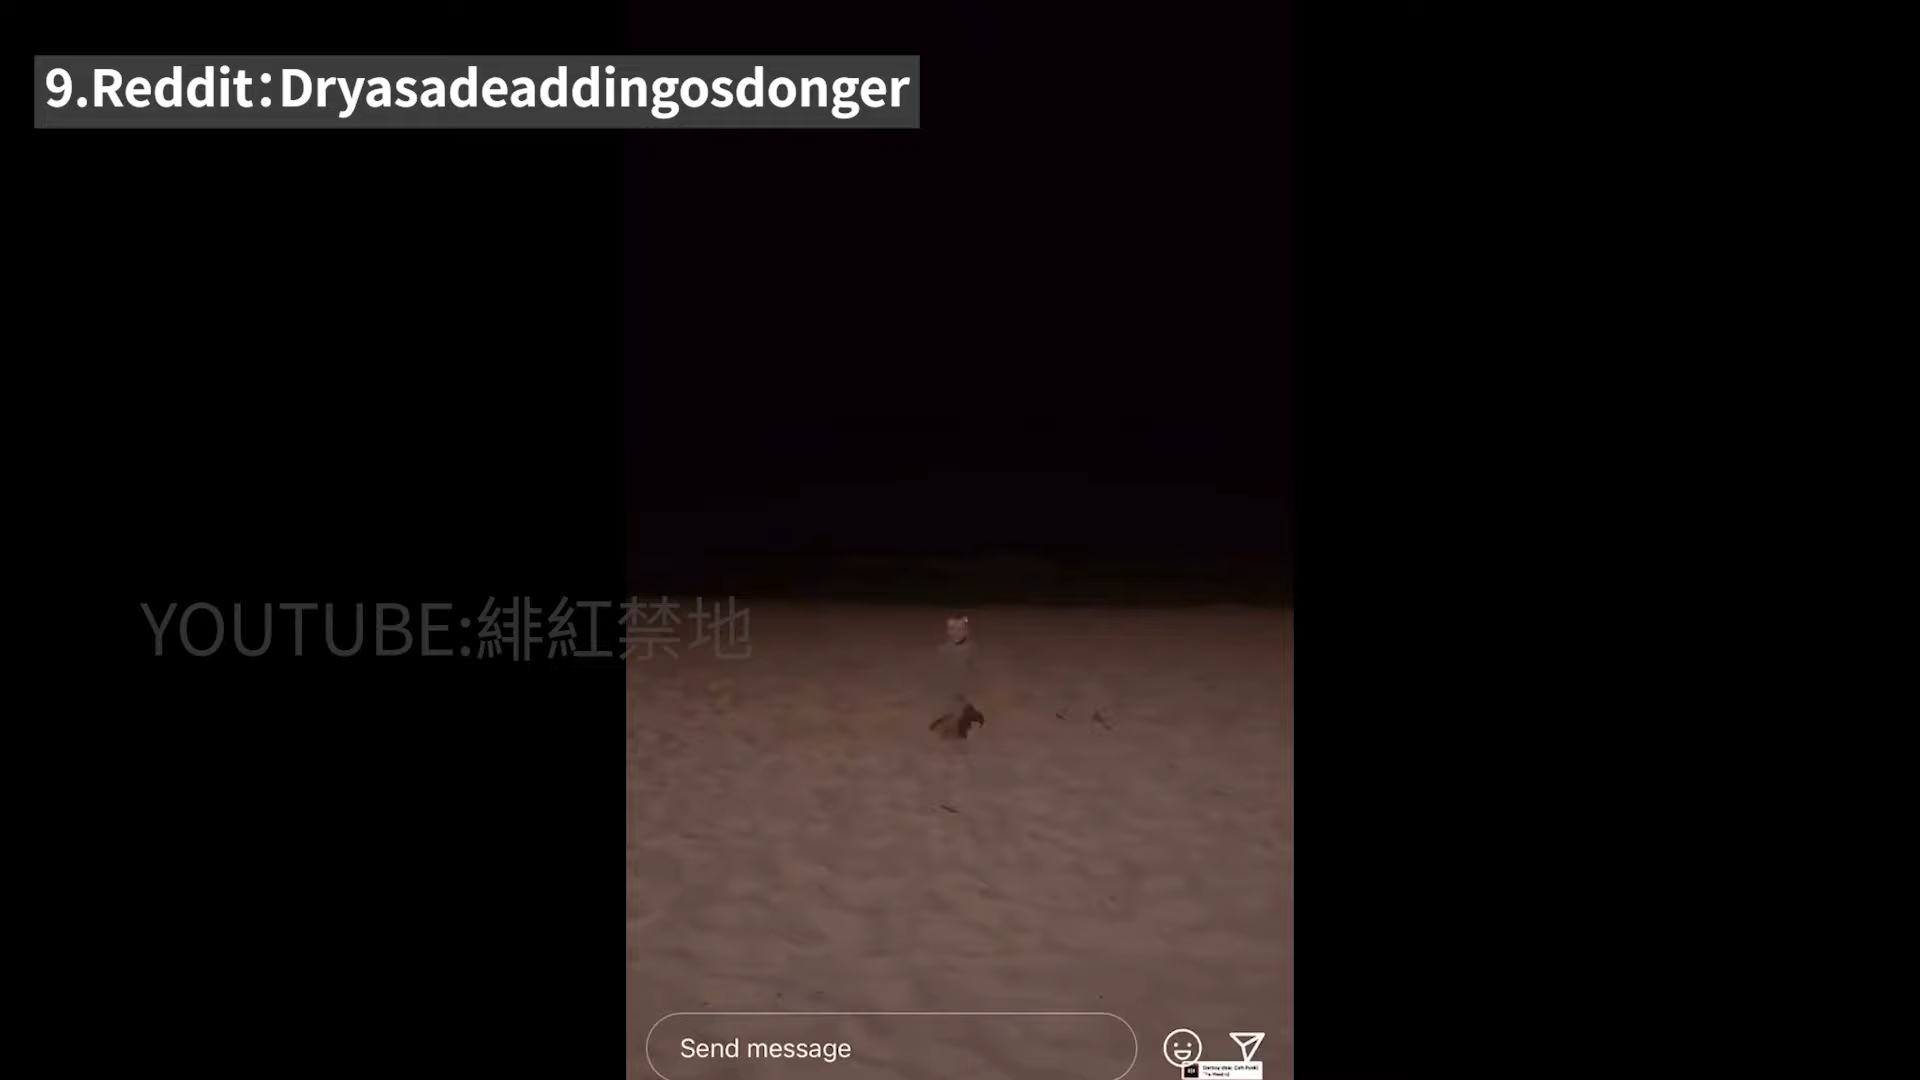 9.Reddit:Dryasadeaddingosdonger
YOUTUBE:緋紅禁地
Send message